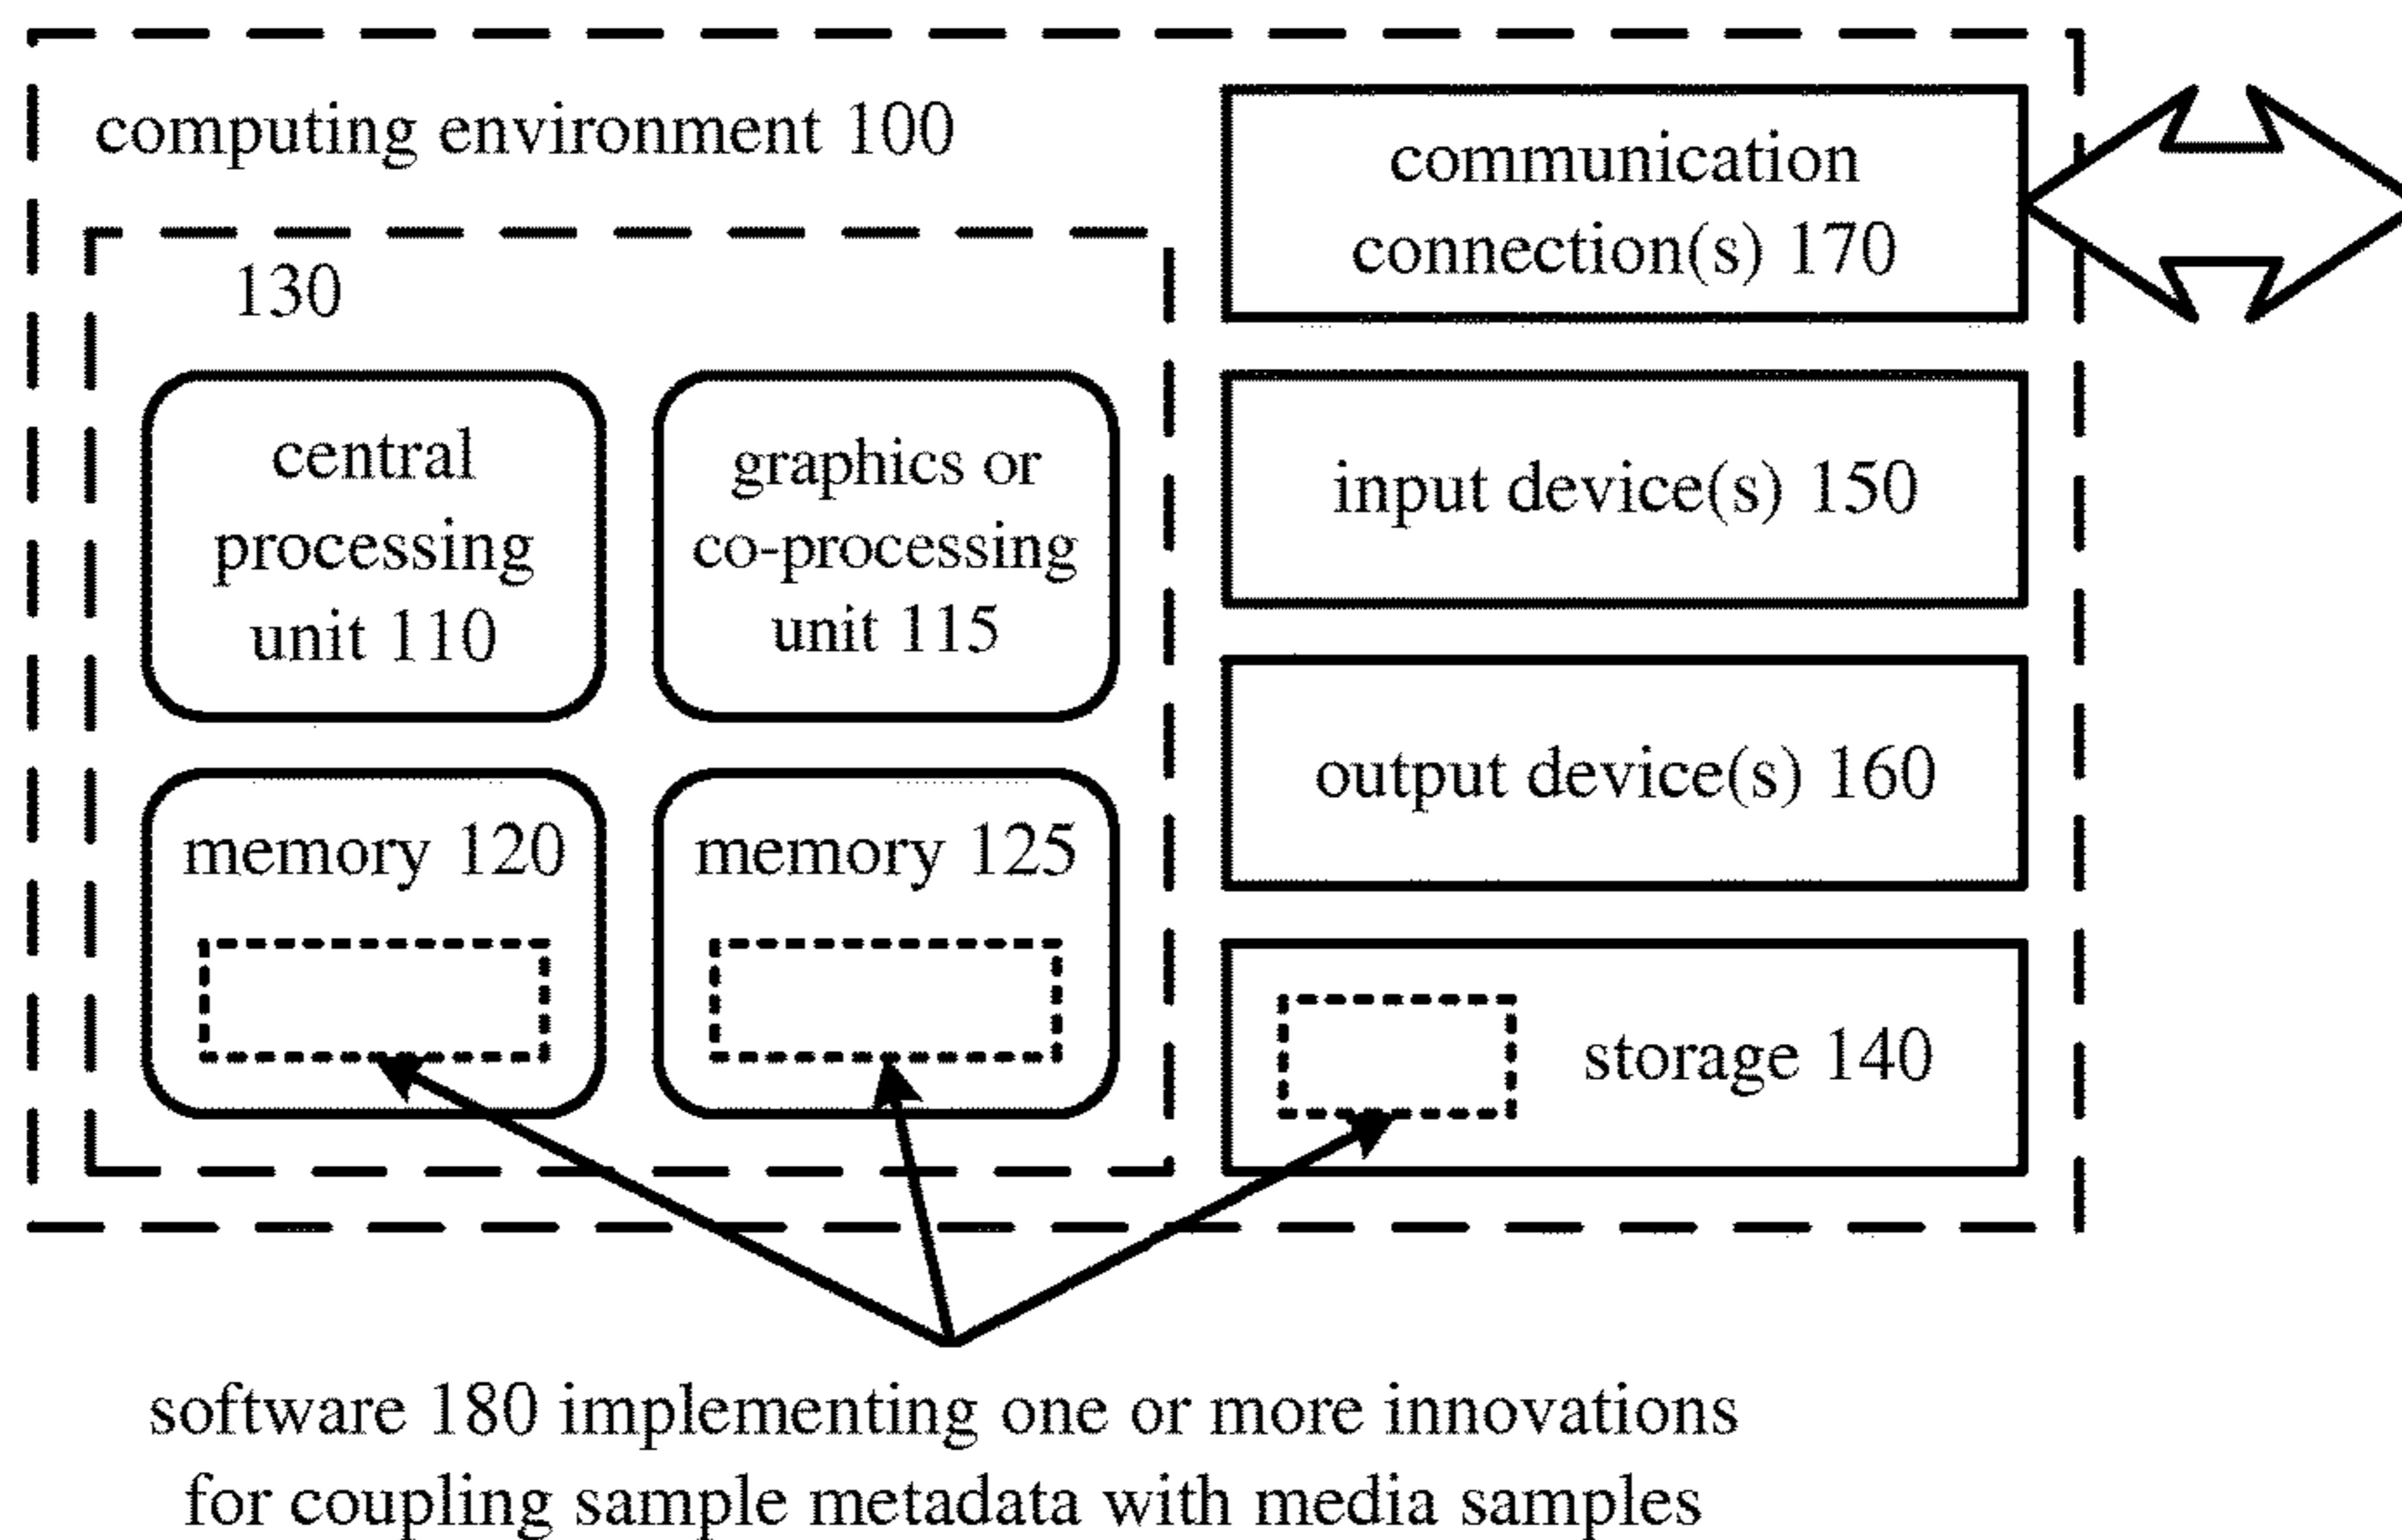 computing environment 100
130
central
processing
unit 110
graphics or
co-processing
unit 115
memory 120
memory 125
communication
connection(s) 170
input device(s) 150
output device(s) 160
storage 140
software 180 implementing one or more innovations
for coupling sample metadata with media samples